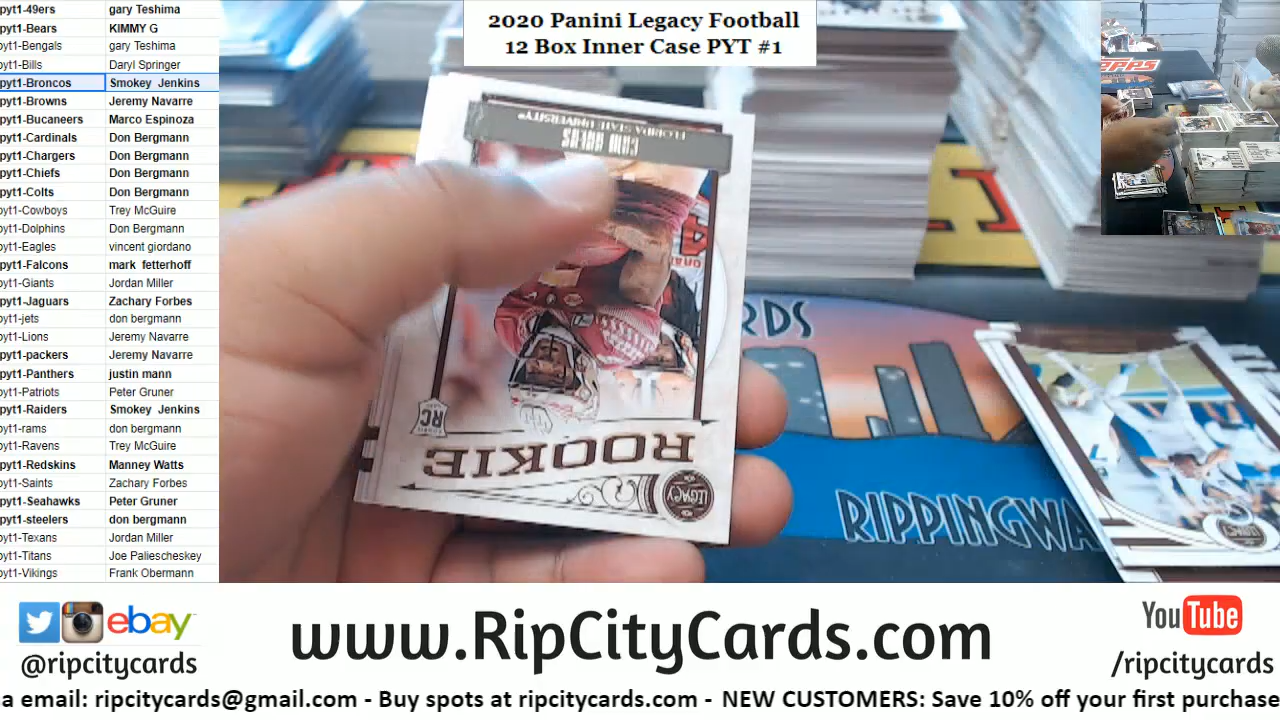 2020 Panini Legacy Football
12 Box Inner Case PYT #1
pyt1-49ers gary Teshima
pyt1-Bears KIMMY G
pyt1-Bengals gary Teshima
pyt1-Bills Daryl Springer
pyt1-Broncos Smokey Jenkins
pyt1-Browns Jeremy Navarre
pyt1-Bucaneers Marco Espinoza
pyt1-Cardinals Don Bergmann
pyt1-Chargers Don Bergmann
pyt1-Chiefs Don Bergmann
pyt1-Colts Don Bergmann
pyt1-Cowboys Trey McGuire
pyt1-Dolphins Don Bergmann
pyt1-Eagles vincent giordano
pyt1-Falcons mark fetterhoff
pyt1-Giants Jordan Miller
pyt1-Jaguars Zachary Forbes
pyt1-jets don bergmann
pyt1-Lions Jeremy Navarre
pyt1-packers Jeremy Navarre
pyt1-Panthers justin mann
pyt1-Patriots Peter Gruner
pyt1-Raiders Smokey Jenkins
pyt1-rams don bergmann
pyt1-Ravens Trey McGuire
pyt1-Redskins Manney Watts
pyt1-Saints Zachary Forbes
pyt1-Seahawks Peter Gruner
pyt1-steelers don bergmann
pyt1-Texans Jordan Miller
pyt1-Titans Joe Paliescheskey
pyt1-Vikings Frank Obermann
FLORIDA STATE UNIVERSITY
CAM AKERS
RC
ROOKIE
LEGACY
RDS
RIPPINGWA
TOPPS
ebay
@ripcitycards
www.RipCityCards.com
YouTube
/ripcitycards
a email: ripcitycards@gmail.com - Buy spots at ripcitycards.com - NEW CUSTOMERS: Save 10% off your first purchase